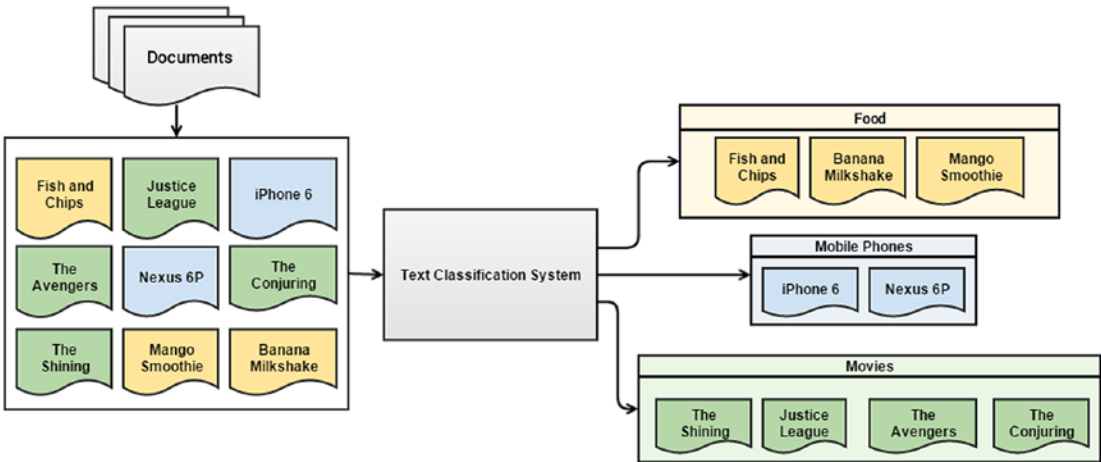 Documents
Fish and
Chips
Justice
League
iPhone 6
The
Avengers
Nexus 6P
The
Conjuring
The
Shining
Mango
Smoothie
Banana
Milkshake
Text Classification System
Food
Fish and
Chips
Banana
Milkshake
Mango
Smoothie
Mobile Phones
iPhone 6
Nexus 6P
Movies
The
Shining
Justice
League
The
Avengers
The
Conjuring